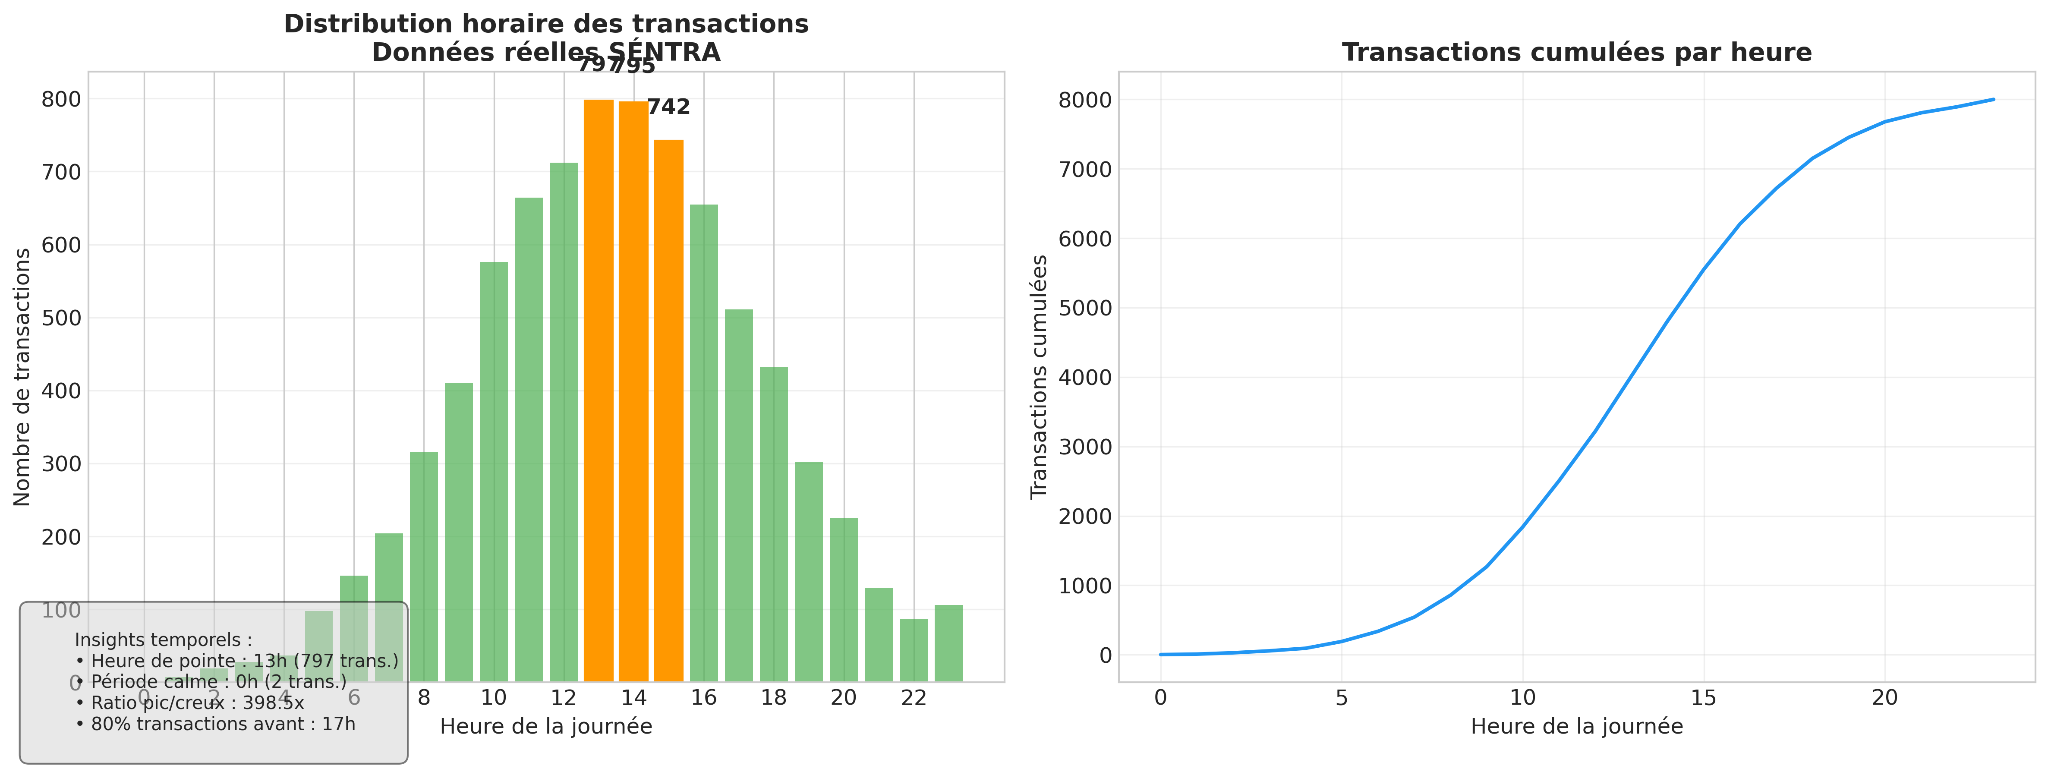 Distribution horaire des transactions
Données réelles SÉNTRA
797
795
742
800
700
600
500
400
300
200
100
0
Nombre de transactions
0 2 4 6 8 10 12 14 16 18 20 22
Heure de la journée
Insights temporels :
• Heure de pointe : 13h (797 trans.)
• Période calme : 0h (2 trans.)
• Ratio pic/creux : 398.5x
• 80% transactions avant : 17h
Transactions cumulées par heure
8000
7000
6000
5000
4000
3000
2000
1000
0
Transactions cumulées
0 5 10 15 20
Heure de la journée